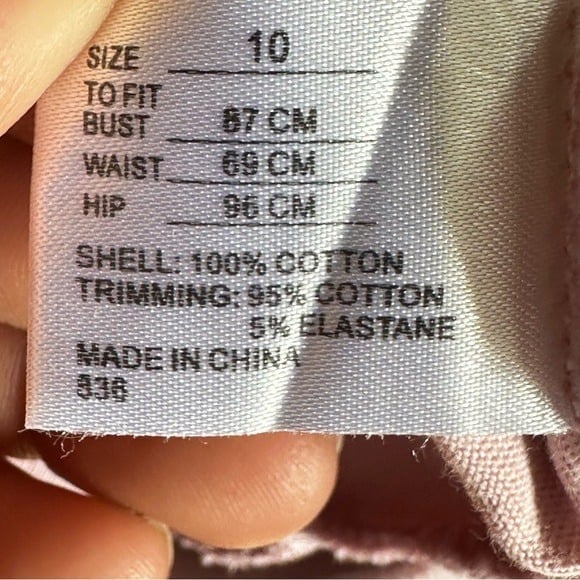 SIZE 10
TO FIT
BUST 87 CM
WAIST 69 CM
HIP 96 CM
SHELL: 100% COTTON
TRIMMING: 95% COTTON
5% ELASTANE
MADE IN CHINA
836